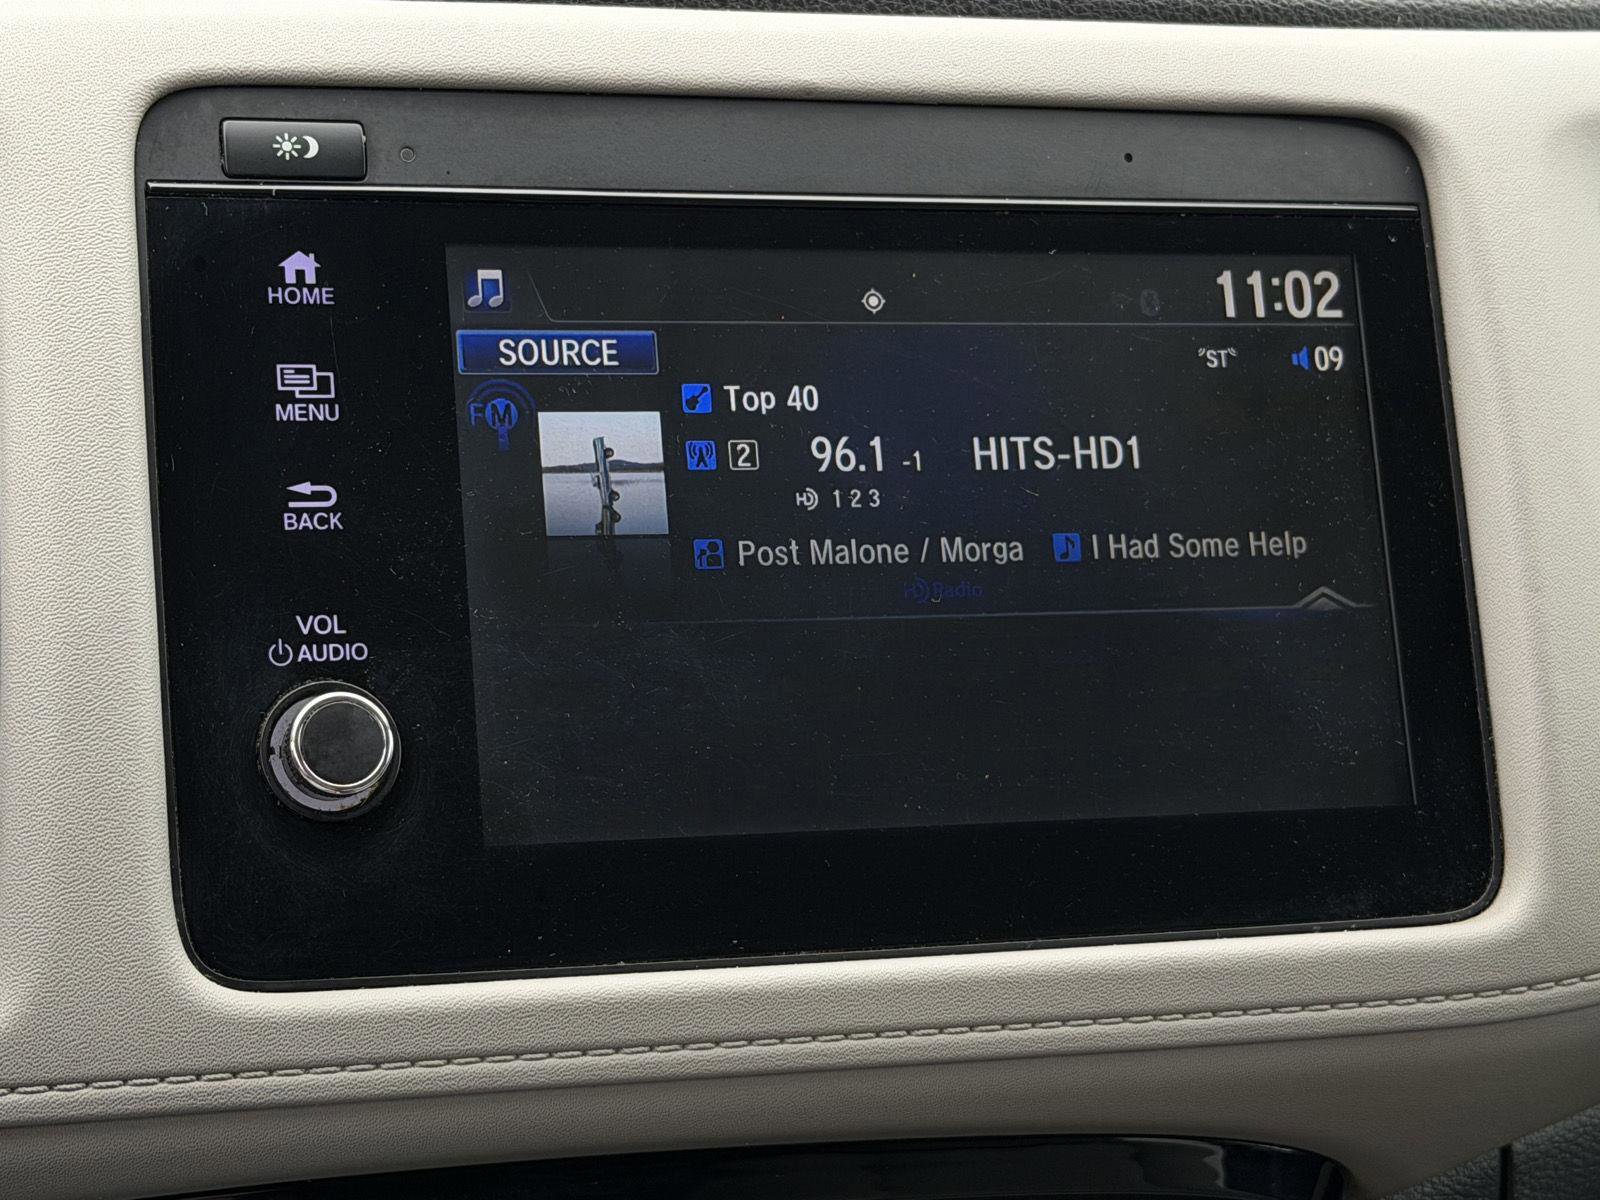 HOME
MENU
BACK
VOL
AUDIO
11:02
SOURCE
"ST"
09
FM
Top 40
2 96.1 -1 HITS-HD1
HD 1 2 3
Post Malone / Morga I Had Some Help
HD Radio